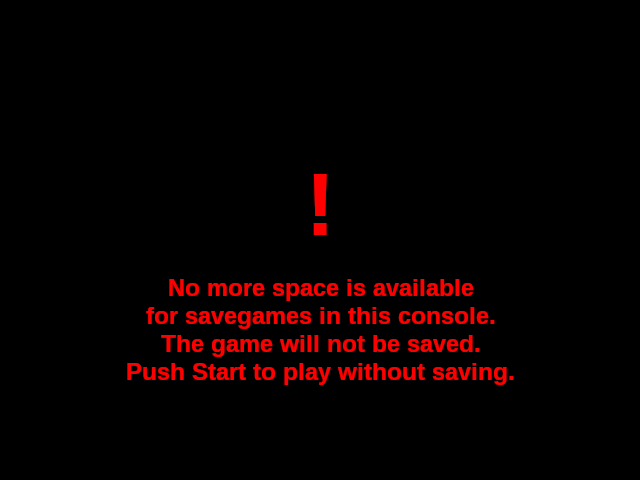 !
No more space is available
for savegames in this console.
The game will not be saved.
Push Start to play without saving.